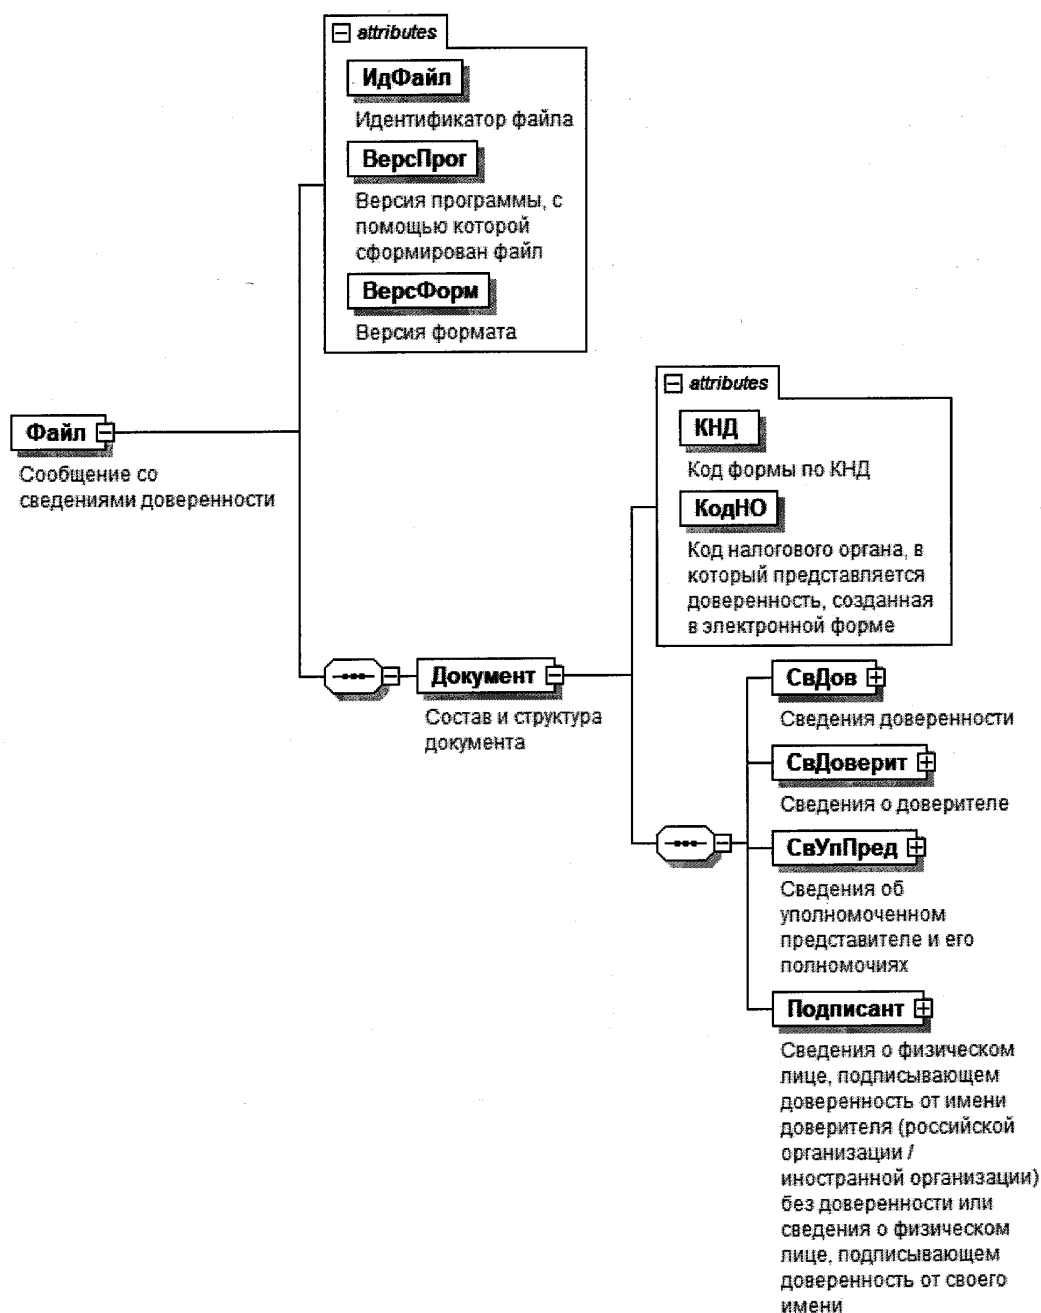 attributes
ИдФайл
Идентификатор файла
ВерсПрог
Версия программы, с
помощью которой
сформирован файл
ВерсФорм
Версия формата
Файл
Сообщение со
сведениями доверенности
attributes
КНД
Код формы по КНД
КодНО
Код налогового органа, в
который представляется
доверенность, созданная
в электронной форме
Документ
Состав и структура
документа
СвДов
Сведения доверенности
СвДоверит
Сведения о доверителе
СвУпПред
Сведения об
уполномоченном
представителе и его
полномочиях
Подписант
Сведения о физическом
лице, подписывающем
доверенность от имени
доверителя (российской
организации /
иностранной организации)
без доверенности или
сведения о физическом
лице, подписывающем
доверенность от своего
имени